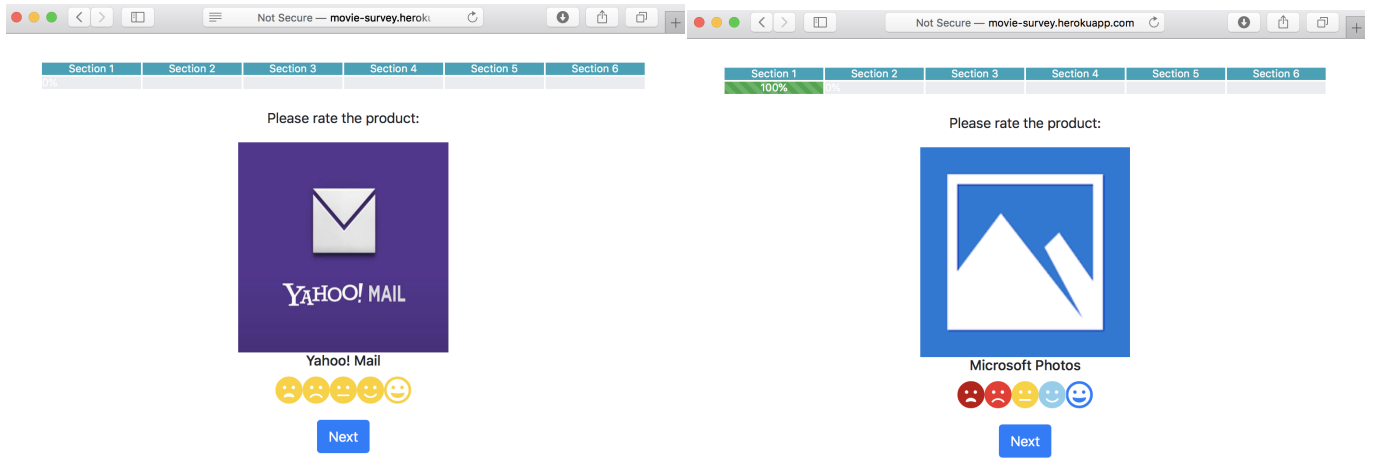 Not Secure — movie-survey.heroku
Section 1 Section 2 Section 3 Section 4 Section 5 Section 6
0%
Please rate the product:
YAHOO! MAIL
Yahoo! Mail
Next
Not Secure — movie-survey.herokuapp.com
Section 1 Section 2 Section 3 Section 4 Section 5 Section 6
100% 0%
Please rate the product:
Microsoft Photos
Next